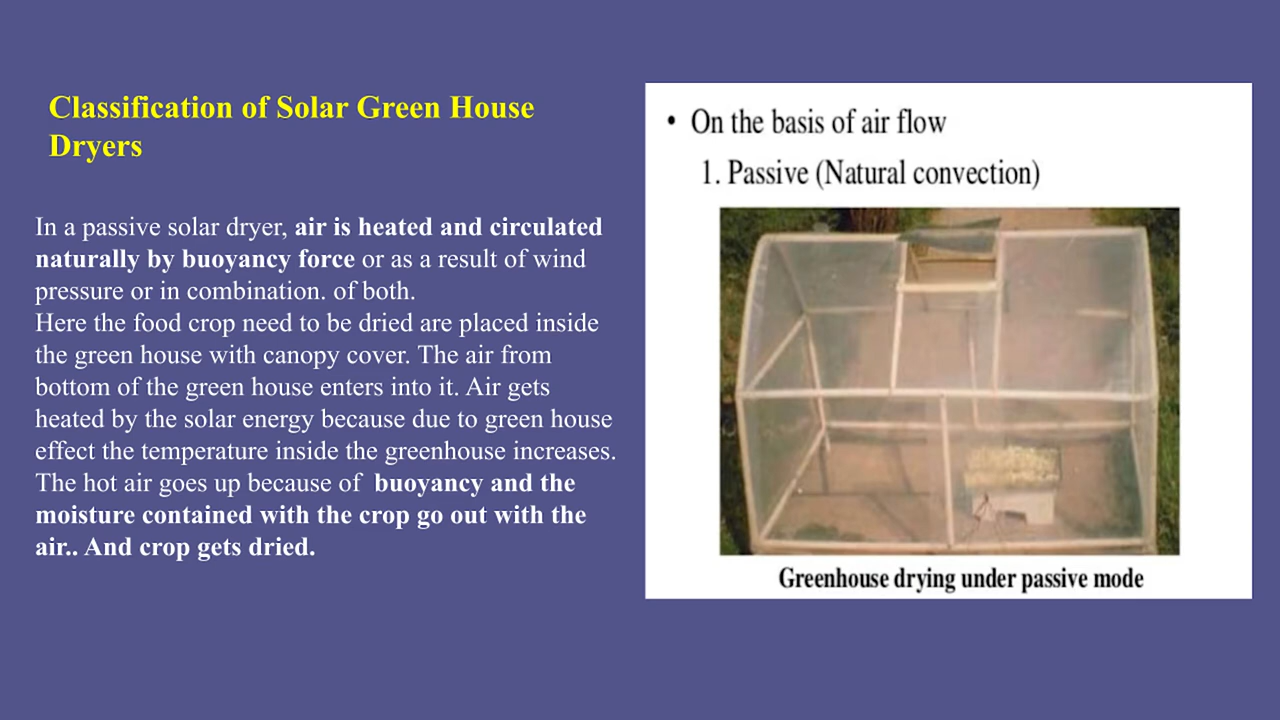 Classification of Solar Green House
Dryers
In a passive solar dryer, air is heated and circulated
naturally by buoyancy force or as a result of wind
pressure or in combination. of both.
Here the food crop need to be dried are placed inside
the green house with canopy cover. The air from
bottom of the green house enters into it. Air gets
heated by the solar energy because due to green house
effect the temperature inside the greenhouse increases.
The hot air goes up because of  buoyancy and the
moisture contained with the crop go out with the
air.. And crop gets dried.
• On the basis of air flow
1. Passive (Natural convection)
Greenhouse drying under passive mode